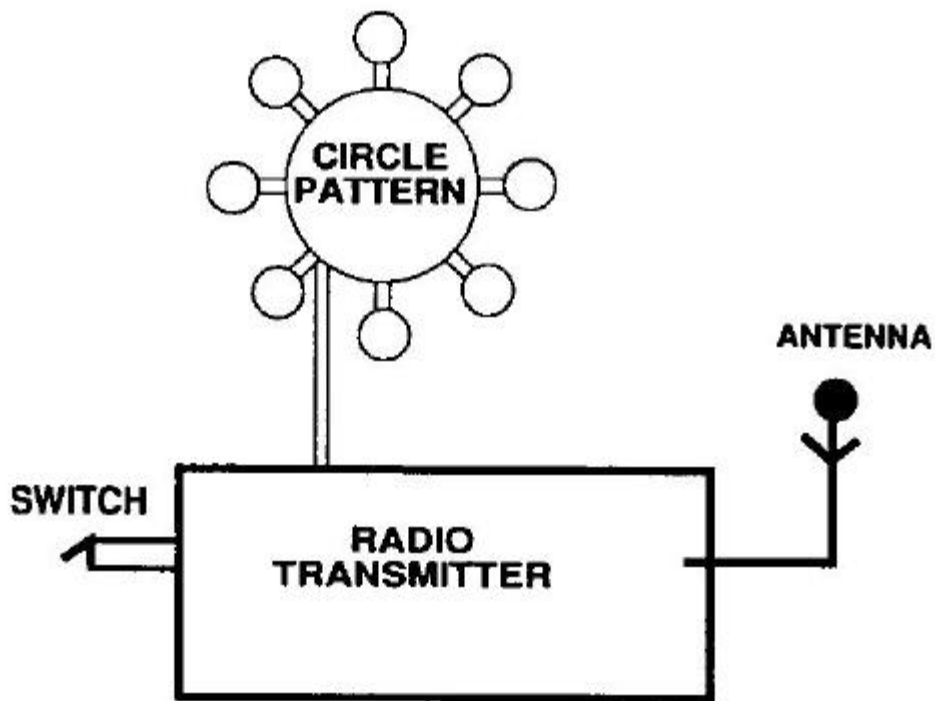 CIRCLE
PATTERN
ANTENNA
SWITCH
RADIO
TRANSMITTER